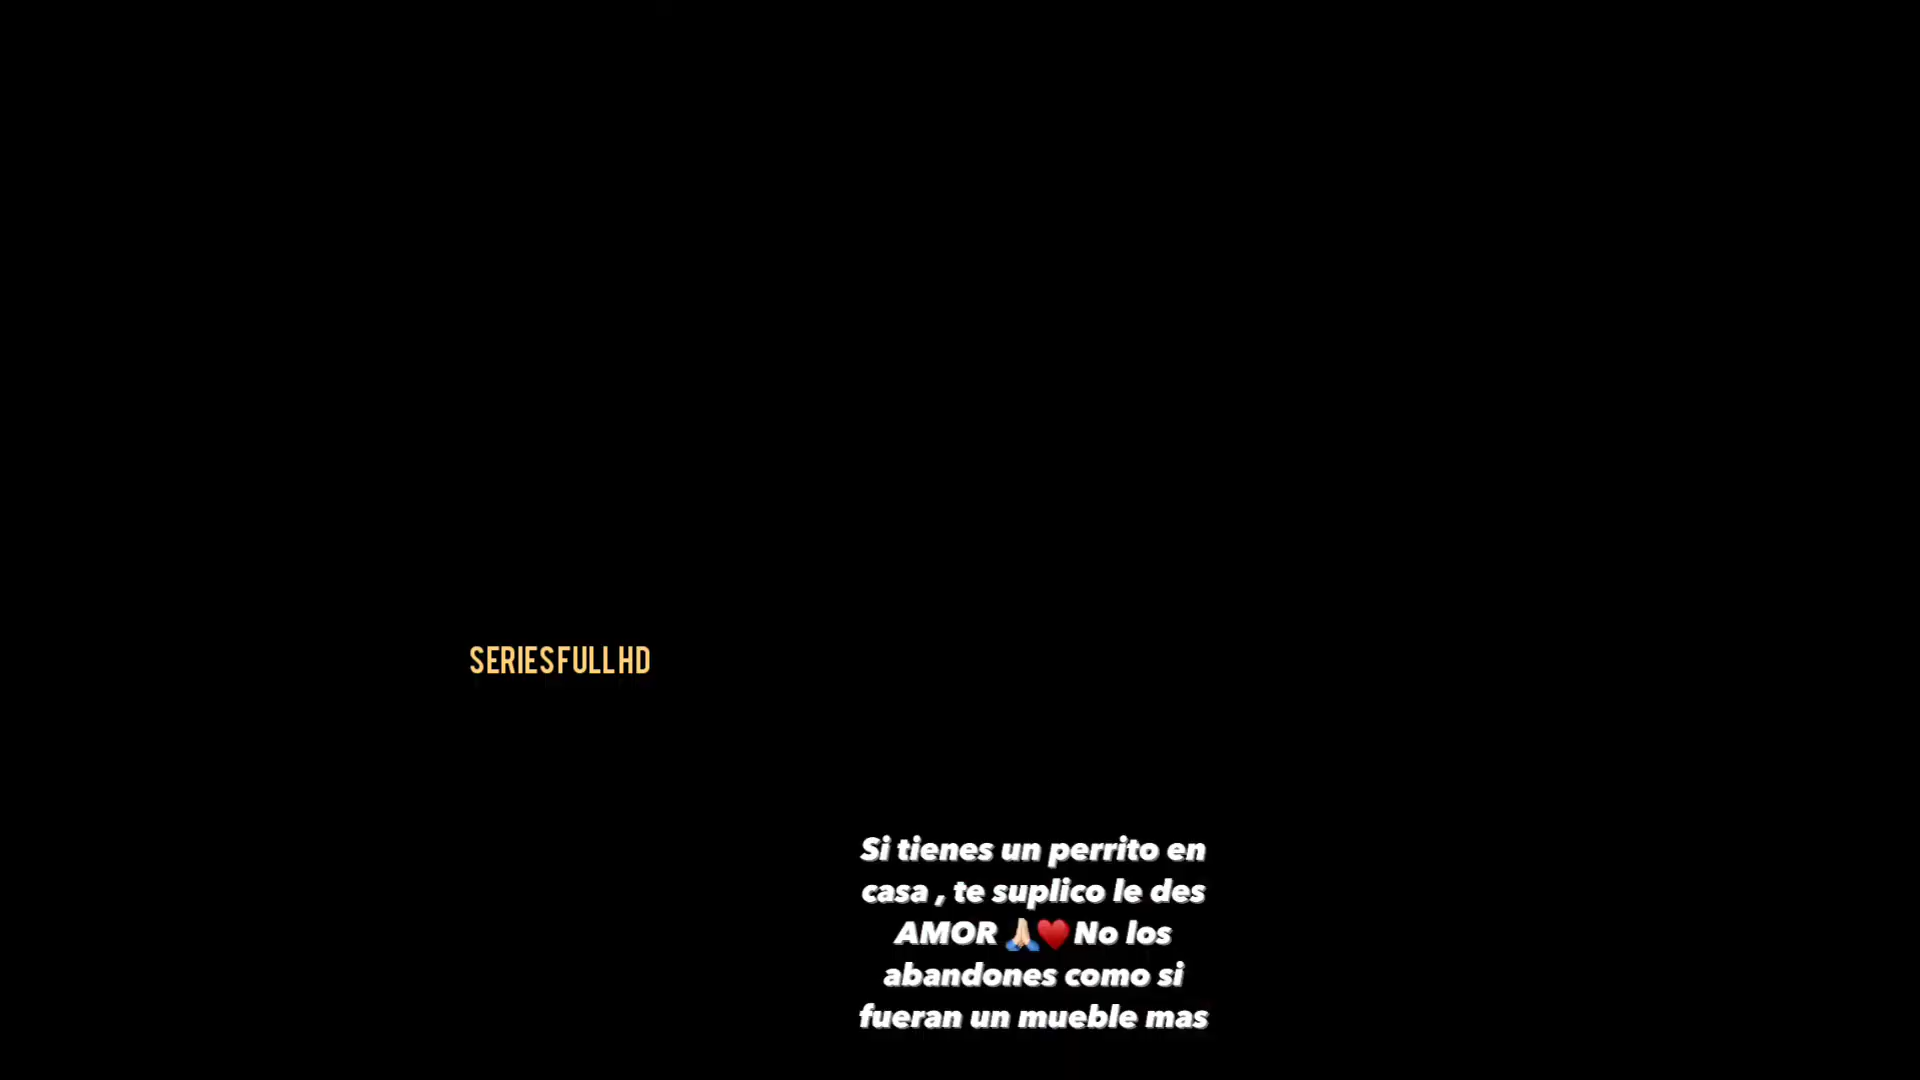 SERIESFULLHD
Si tienes un perrito en
casa , te suplico le des
AMOR 🙏🏻♥️ No los
abandones como si
fueran un mueble mas